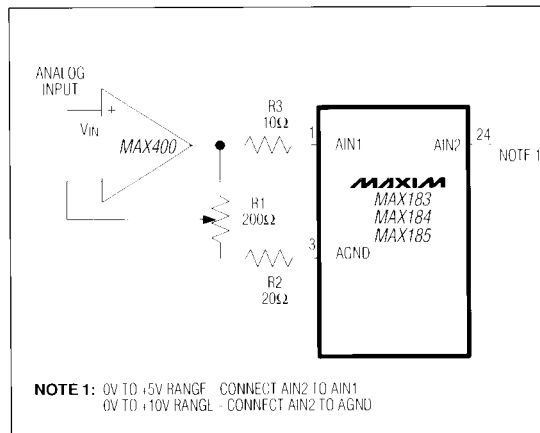 ANALOG
INPUT
+
VIN
MAX400
R3
10Ω
1
AIN1
AIN2
24
NOTE 1
R1
200Ω
MAXIM
MAX183
MAX184
MAX185
3
AGND
R2
20Ω
NOTE 1: 0V TO +5V RANGE - CONNECT AIN2 TO AIN1
0V TO +10V RANGE - CONNECT AIN2 TO AGND